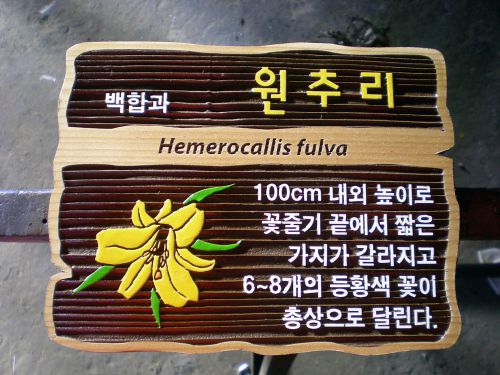 원추리
백합과
Hemerocallis fulva
100cm 내외 높이로
꽃줄기 끝에서 짧은
가지가 갈라지고
6~8개의 등황색 꽃이
총상으로 달린다.